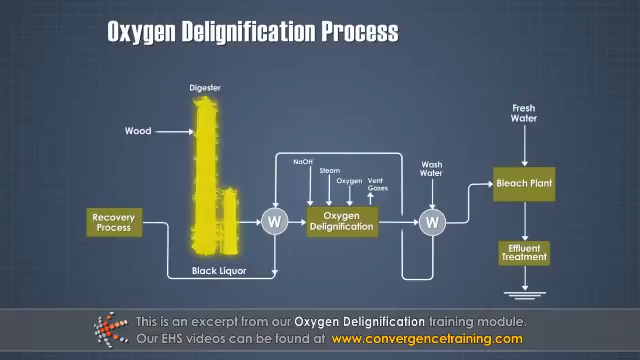 Oxygen Delignification Process
Digester
Wood
NaOH
Steam
Oxygen
Vent
Gases
Wash
Water
Fresh
Water
Bleach Plant
Recovery
Process
W
Oxygen
Delignification
W
Effluent
Treatment
Black Liquor
This is an excerpt from our Oxygen Delignification training module.
Our EHS videos can be found at www.convergencetraining.com